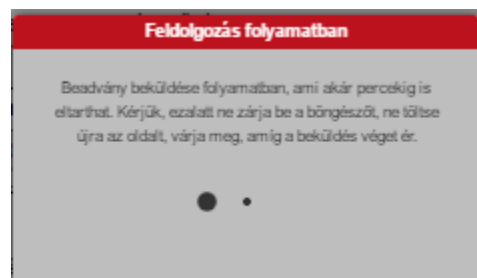 Feldolgozás folyamatban
Beadvány beküldése folyamatban, ami akár percekig is
eltarthat. Kérjük, ezalatt ne zárja be a böngészőt, ne töltse
újra az oldalt, várja meg, amíg a beküldés véget ér.